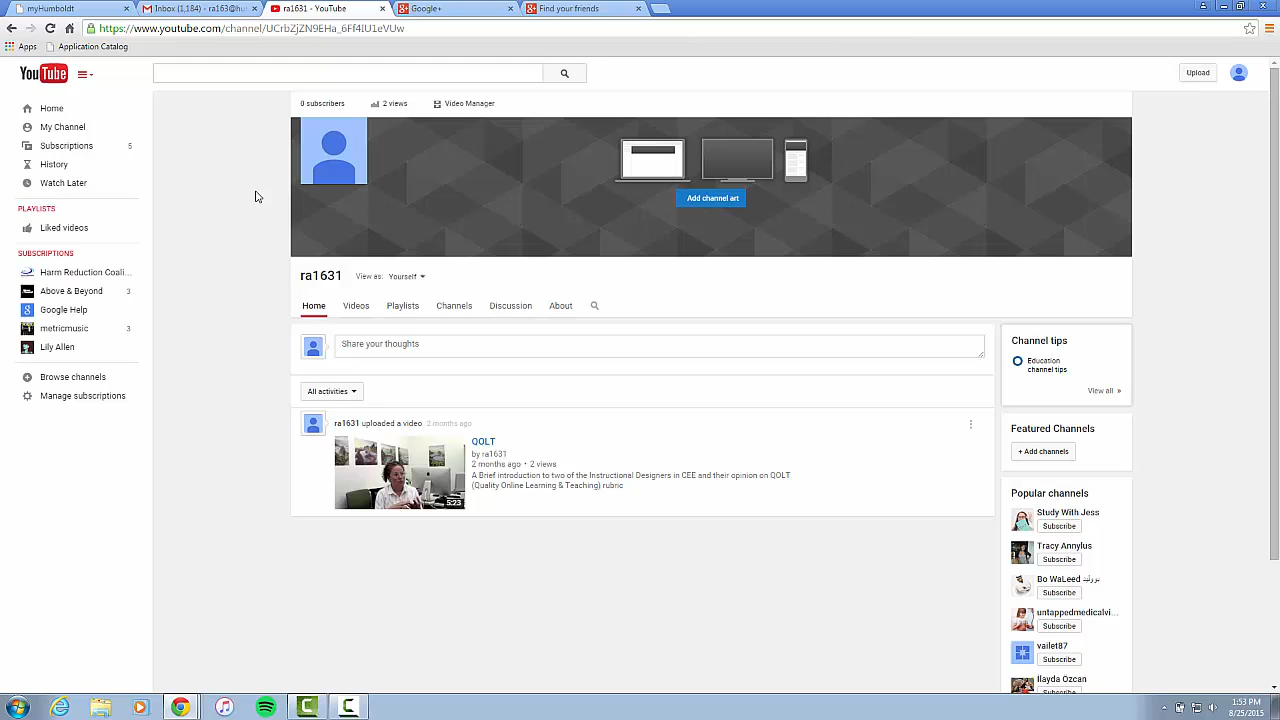 myHumboldt
Inbox (1,184) - ra163@hu
ra1631 - YouTube
Google+
Find your friends
https://www.youtube.com/channel/UCrbZjZN9EHa_6Ff4IU1eVUw
Apps
Application Catalog
YouTube
Upload
Home
My Channel
Subscriptions 5
History
Watch Later
PLAYLISTS
Liked videos
SUBSCRIPTIONS
Harm Reduction Coali...
Above & Beyond 3
Google Help
metricmusic 3
Lily Allen
Browse channels
Manage subscriptions
0 subscribers 2 views Video Manager
Add channel art
ra1631 View as: Yourself
Home Videos Playlists Channels Discussion About
Share your thoughts
All activities
ra1631 uploaded a video 2 months ago
QOLT
by ra1631
2 months ago • 2 views
A Brief introduction to two of the Instructional Designers in CEE and their opinion on QOLT
(Quality Online Learning & Teaching) rubric
5:23
Channel tips
Education
channel tips
View all »
Featured Channels
+ Add channels
Popular channels
Study With Jess
Subscribe
Tracy Annylus
Subscribe
Bo WaLeed
Subscribe
untappedmedicalvi...
Subscribe
vailet87
Subscribe
Ilayda Özcan
Subscribe
1:53 PM
8/25/2015